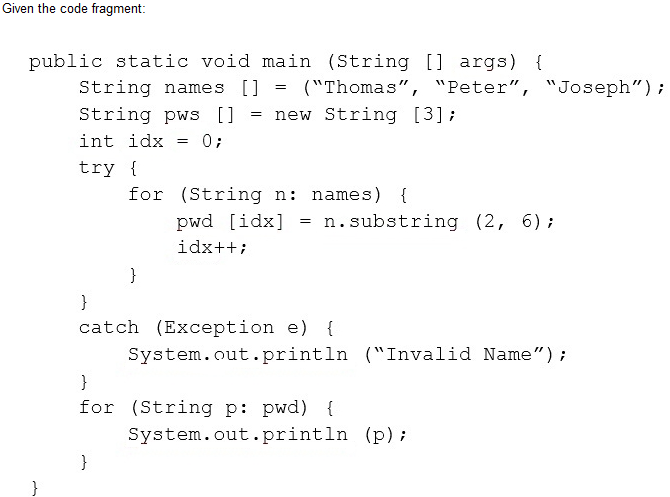 Given the code fragment:
public static void main (String [] args) {
String names [] = (“Thomas”, “Peter”, “Joseph”);
String pws [] = new String [3];
int idx = 0;
try {
for (String n: names) {
pwd [idx] = n.substring (2, 6);
idx++;
}
}
catch (Exception e) {
System.out.println (“Invalid Name”);
}
for (String p: pwd) {
System.out.println (p);
}
}